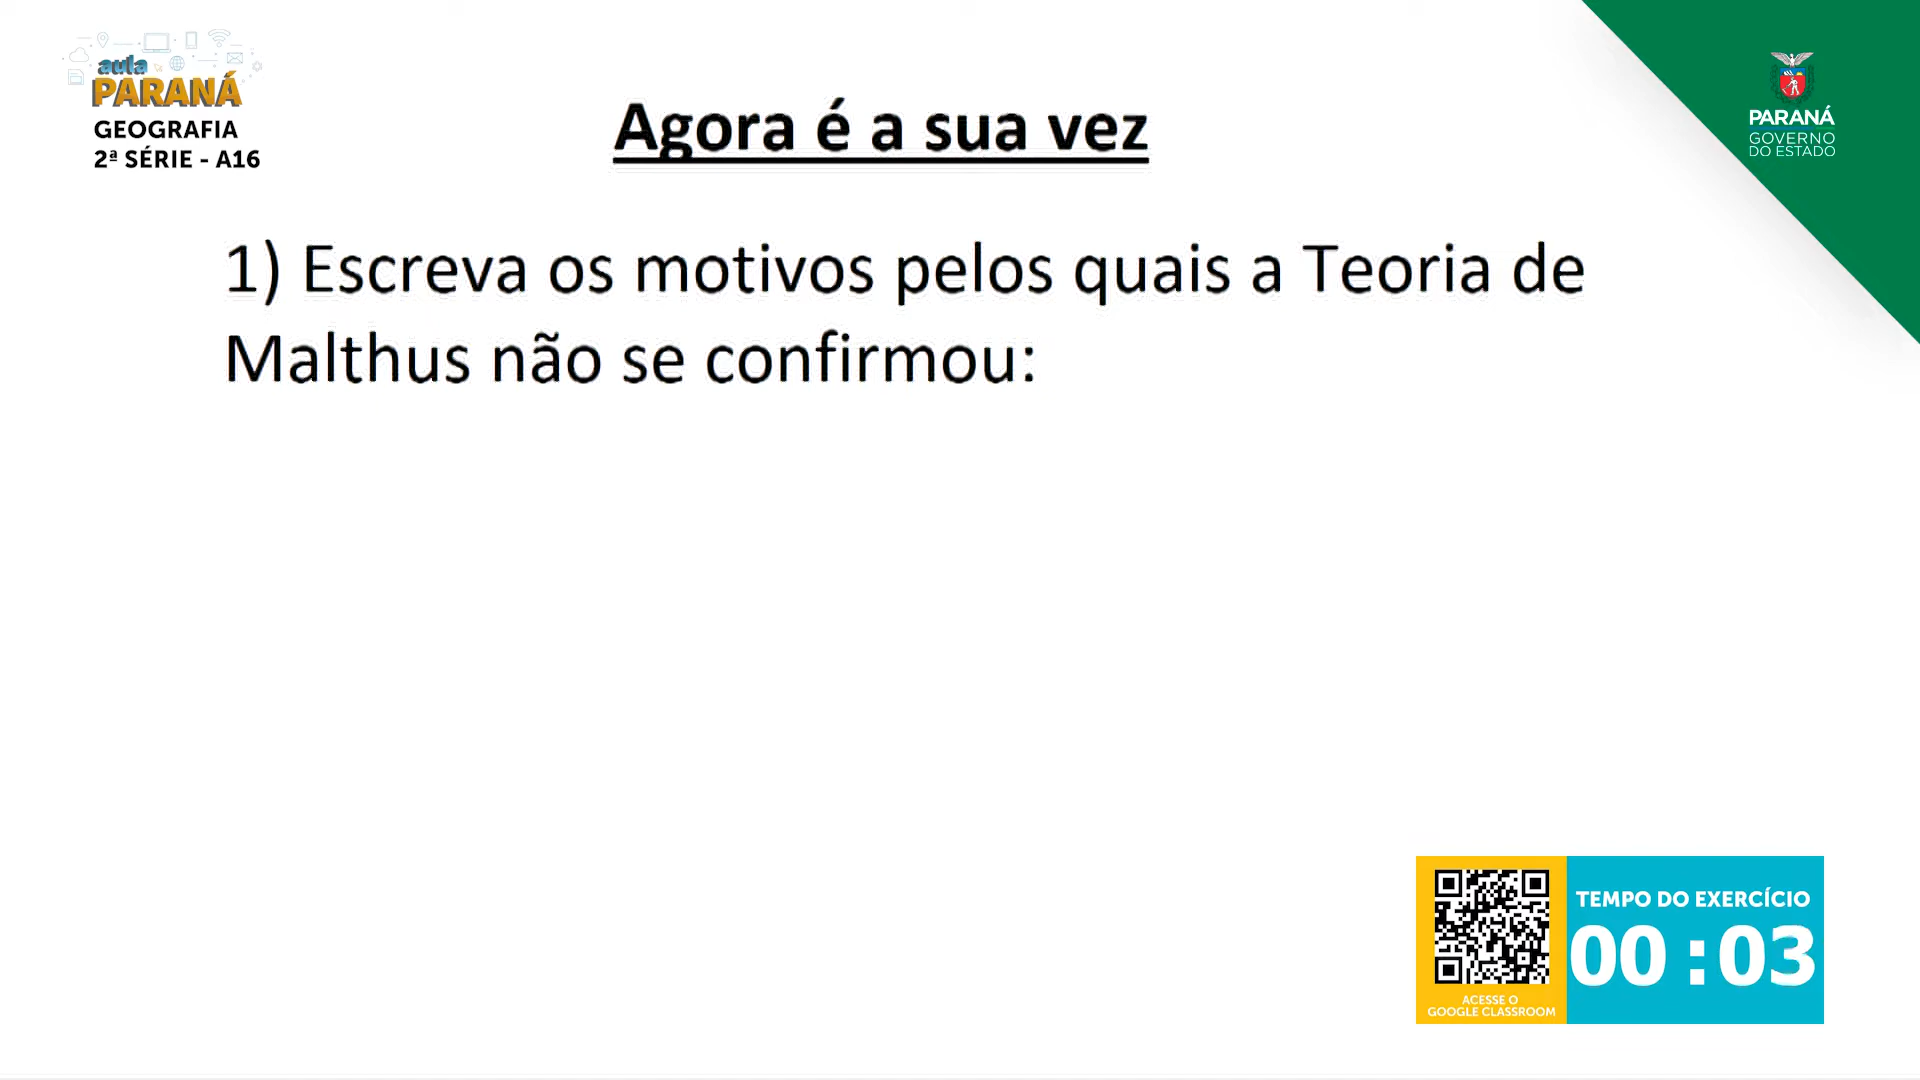 aula
PARANÁ
GEOGRAFIA
2ª SÉRIE - A16
Agora é a sua vez
PARANÁ
GOVERNO
DO ESTADO
1) Escreva os motivos pelos quais a Teoria de
Malthus não se confirmou:
TEMPO DO EXERCÍCIO
00:03
ACESSE O
GOOGLE CLASSROOM